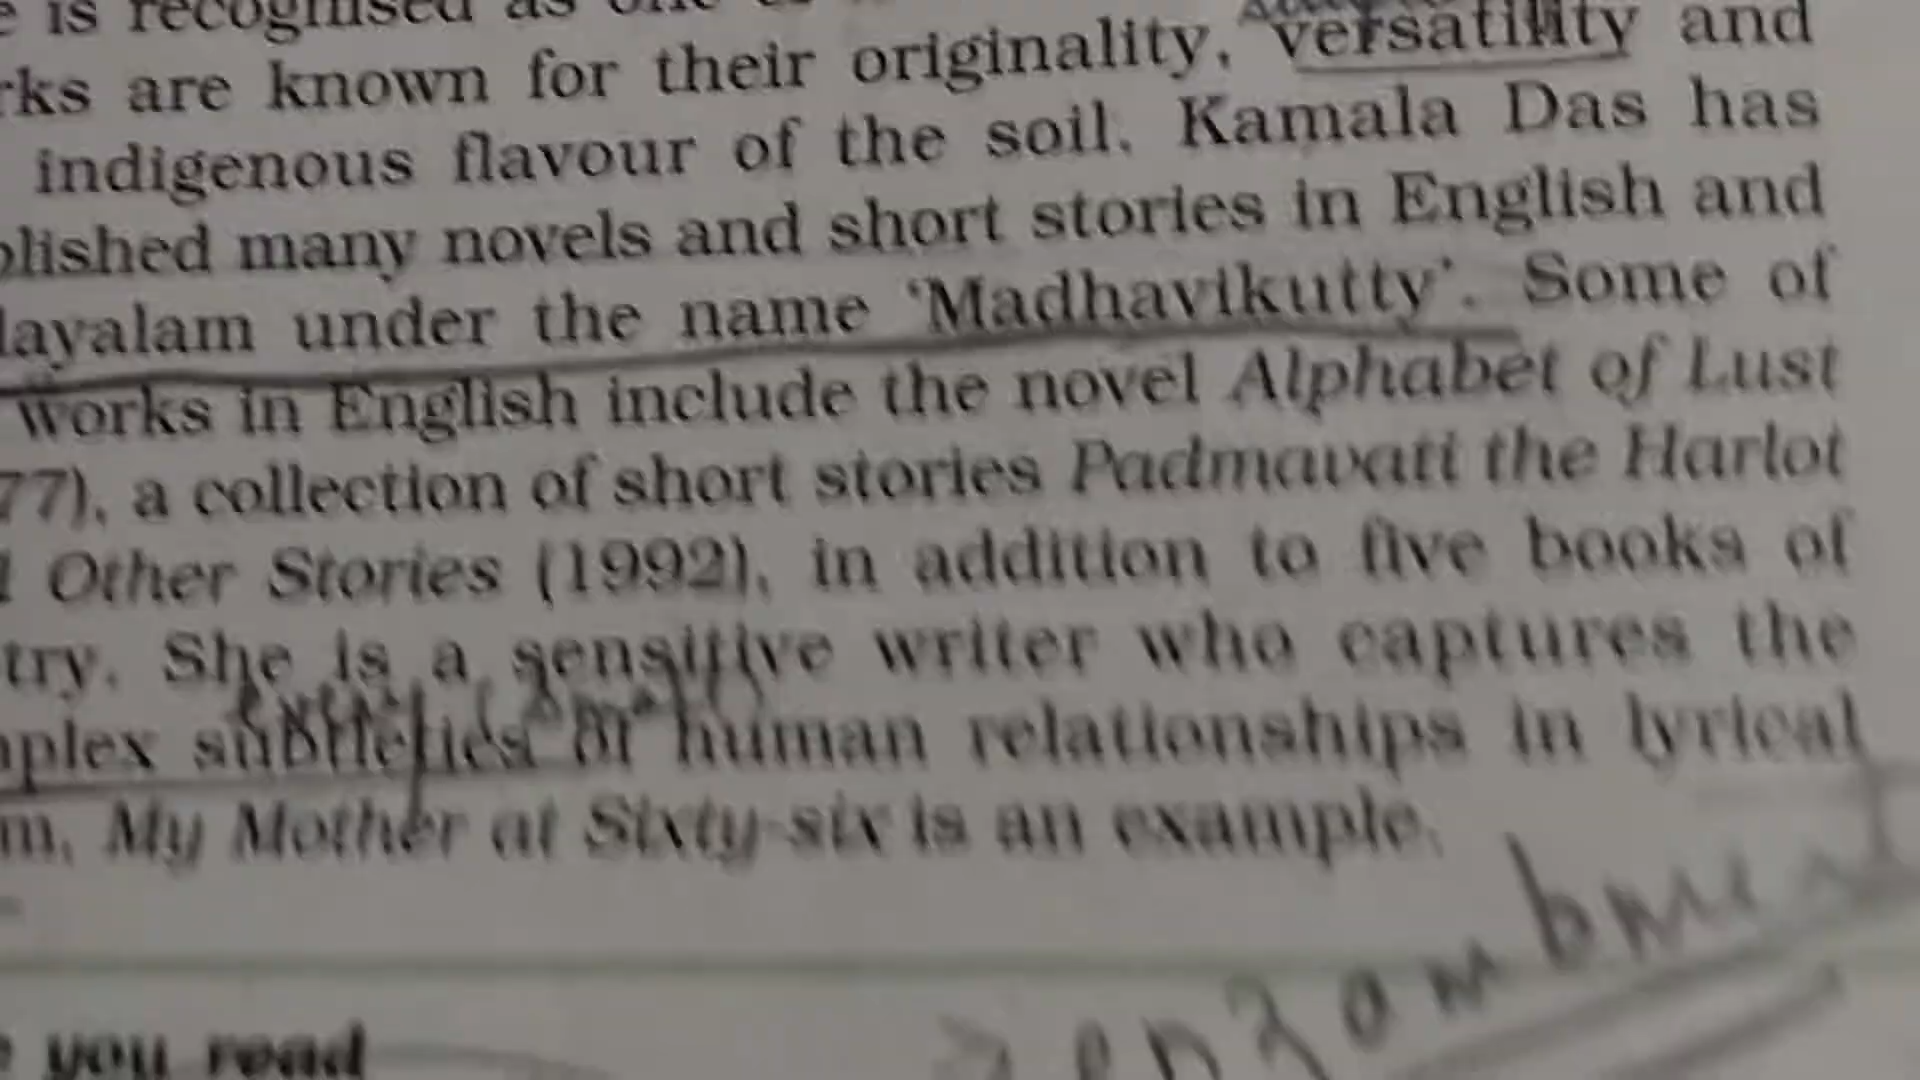 is recognised as one
rks are known for their originality, versatility and
indigenous flavour of the soil. Kamala Das has
blished many novels and short stories in English and
layalam under the name ‘Madhavikutty’. Some of
works in English include the novel Alphabet of Lust
77), a collection of short stories Padmavati the Harlot
Other Stories (1992), in addition to five books of
try. She is a sensitive writer who captures the
plex subtleties of human relationships in lyrical
m, My Mother at Sixty-six is an example.
you read